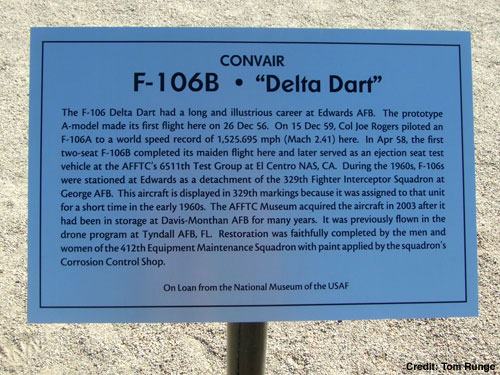 CONVAIR
F-106B • "Delta Dart"
The F-106 Delta Dart had a long and illustrious career at Edwards AFB. The prototype
A-model made its first flight here on 26 Dec 56. On 15 Dec 59, Col Joe Rogers piloted an
F-106A to a world speed record of 1,525.695 mph (Mach 2.41) here. In Apr 58, the first
two-seat F-106B completed its maiden flight here and later served as an ejection seat test
vehicle at the AFFTC's 6511th Test Group at El Centro NAS, CA. During the 1960s, F-106s
were stationed at Edwards as a detachment of the 329th Fighter Interceptor Squadron at
George AFB. This aircraft is displayed in 329th markings because it was assigned to that unit
for a short time in the early 1960s. The AFFTC Museum acquired the aircraft in 2003 after it
had been in storage at Davis-Monthan AFB for many years. It was previously flown in the
drone program at Tyndall AFB, FL. Restoration was faithfully completed by the men and
women of the 412th Equipment Maintenance Squadron with paint applied by the squadron's
Corrosion Control Shop.
On Loan from the National Museum of the USAF
Credit: Tom Runge